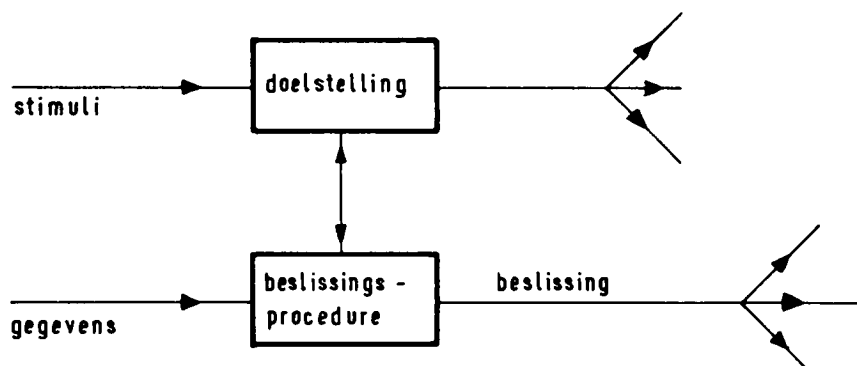 doelstelling
stimuli
beslissings -
procedure
beslissing
gegevens